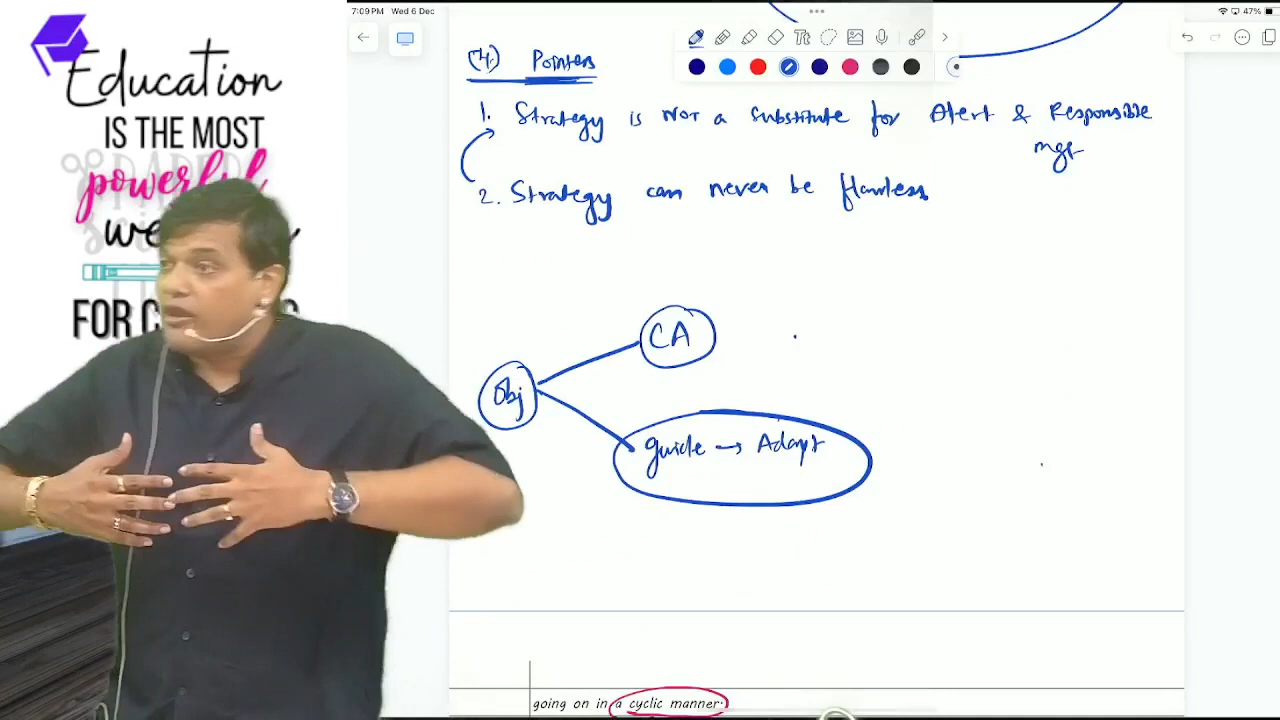 7:09 PM Wed 6 Dec
47%
Education
IS THE MOST
powerful
we
FOR C
(4) Pointers
1. Strategy is NOT a substitute for Alert & Responsible
mgt
2. Strategy can never be flawless
CA
Obj
guide → Adapt
going on in a cyclic manner.